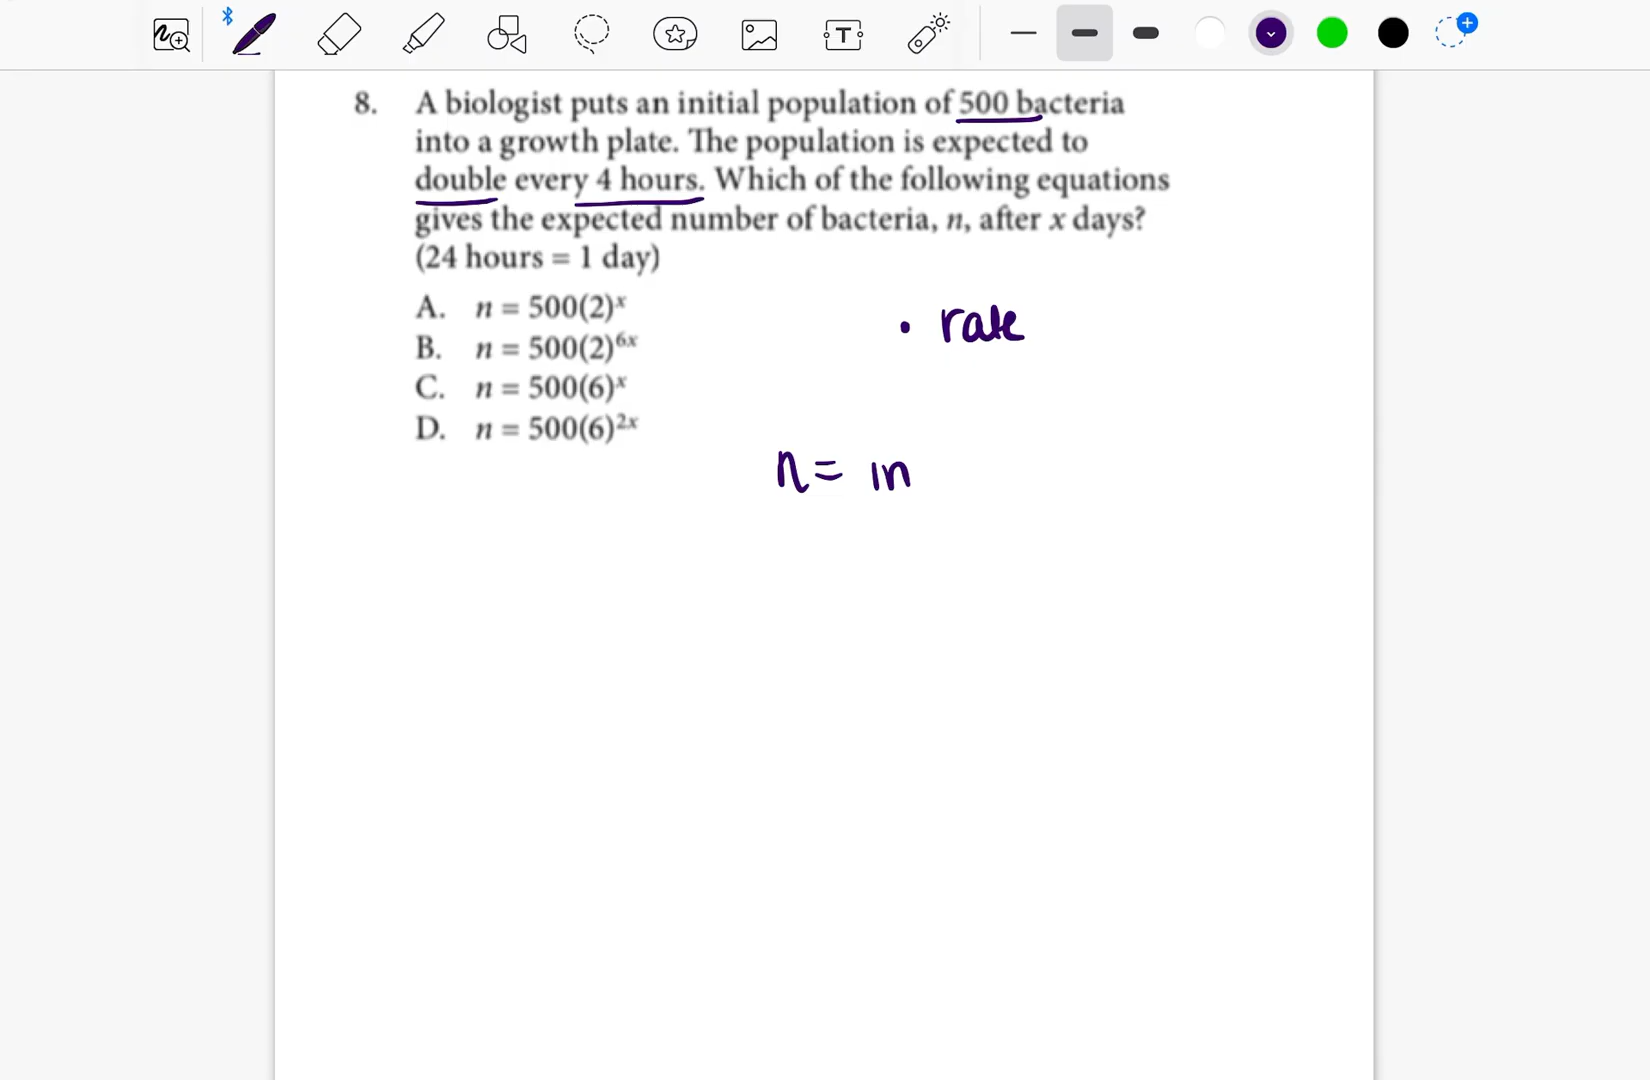 8. A biologist puts an initial population of 500 bacteria
into a growth plate. The population is expected to
double every 4 hours. Which of the following equations
gives the expected number of bacteria, n, after x days?
(24 hours = 1 day)
A. n = 500(2)ˣ
B. n = 500(2)⁶ˣ
C. n = 500(6)ˣ
D. n = 500(6)²ˣ
• rate
n = in
T